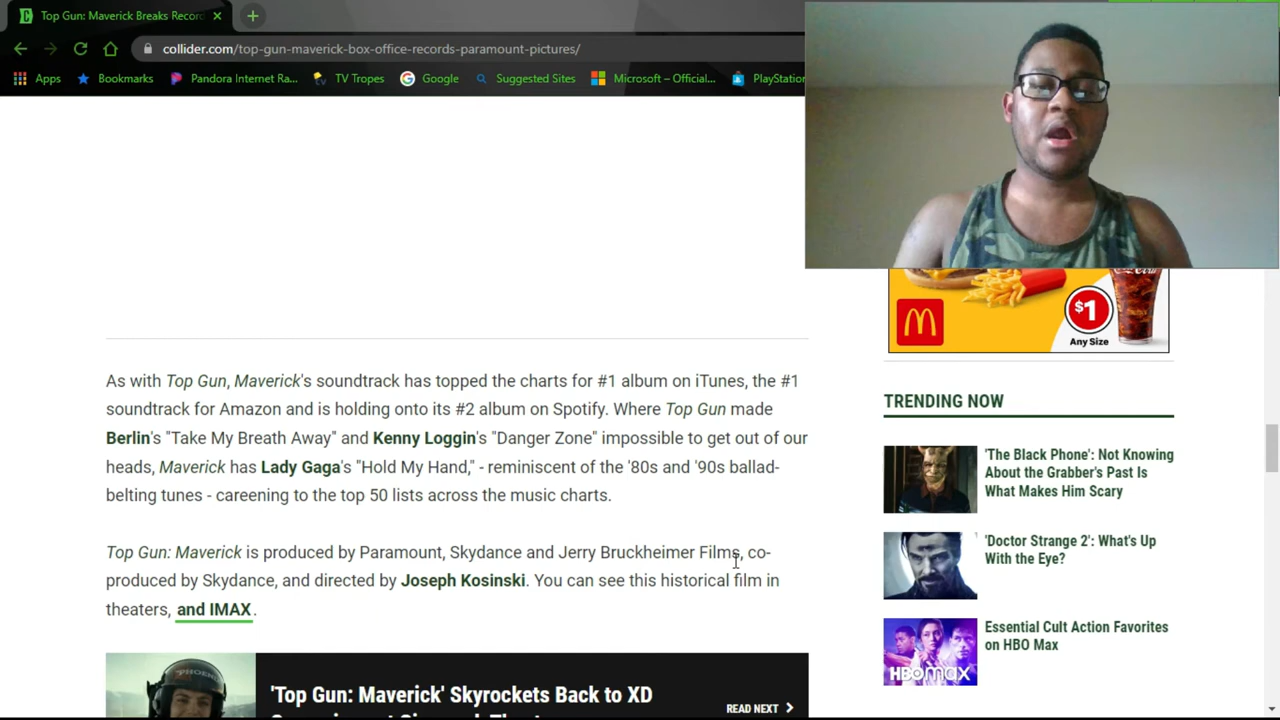 Top Gun: Maverick Breaks Record
collider.com/top-gun-maverick-box-office-records-paramount-pictures/
Apps Bookmarks Pandora Internet Ra... TV Tropes Google Suggested Sites Microsoft – Official... PlayStation
$1
Any Size
As with Top Gun, Maverick's soundtrack has topped the charts for #1 album on iTunes, the #1
soundtrack for Amazon and is holding onto its #2 album on Spotify. Where Top Gun made
Berlin's "Take My Breath Away" and Kenny Loggin's "Danger Zone" impossible to get out of our
heads, Maverick has Lady Gaga's "Hold My Hand," - reminiscent of the '80s and '90s ballad-
belting tunes - careening to the top 50 lists across the music charts.
Top Gun: Maverick is produced by Paramount, Skydance and Jerry Bruckheimer Films, co-
produced by Skydance, and directed by Joseph Kosinski. You can see this historical film in
theaters, and IMAX.
PHOENIX
'Top Gun: Maverick' Skyrockets Back to XD
READ NEXT
TRENDING NOW
'The Black Phone': Not Knowing
About the Grabber's Past Is
What Makes Him Scary
'Doctor Strange 2': What's Up
With the Eye?
Essential Cult Action Favorites
on HBO Max
HBOMAX